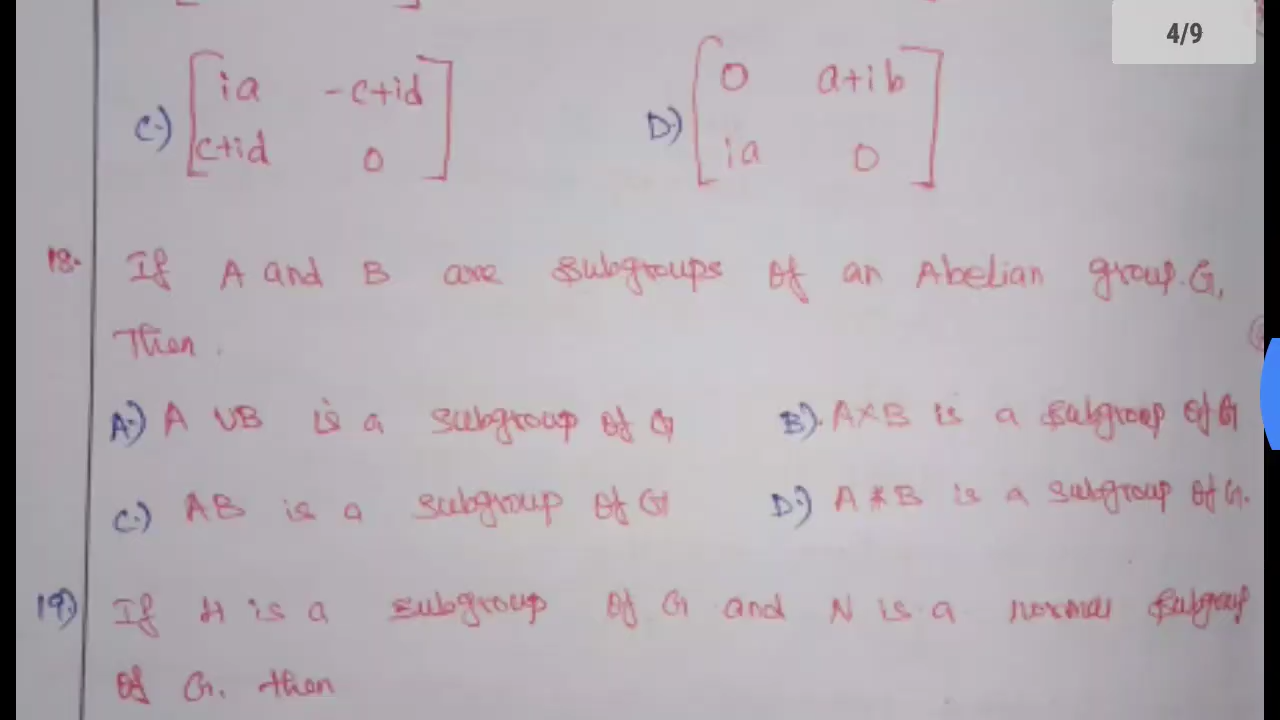 4/9
C.) [ia -c+id
c+id 0]
D.) [0 a+ib
ia 0]
18. If A and B are subgroups of an Abelian group G,
Then.
A.) A ∪ B is a subgroup of G
B.) A×B is a subgroup of G
C.) AB is a subgroup of G
D.) A * B is a subgroup of G.
19.) If H is a subgroup of G and N is a normal subgroup
of G. then